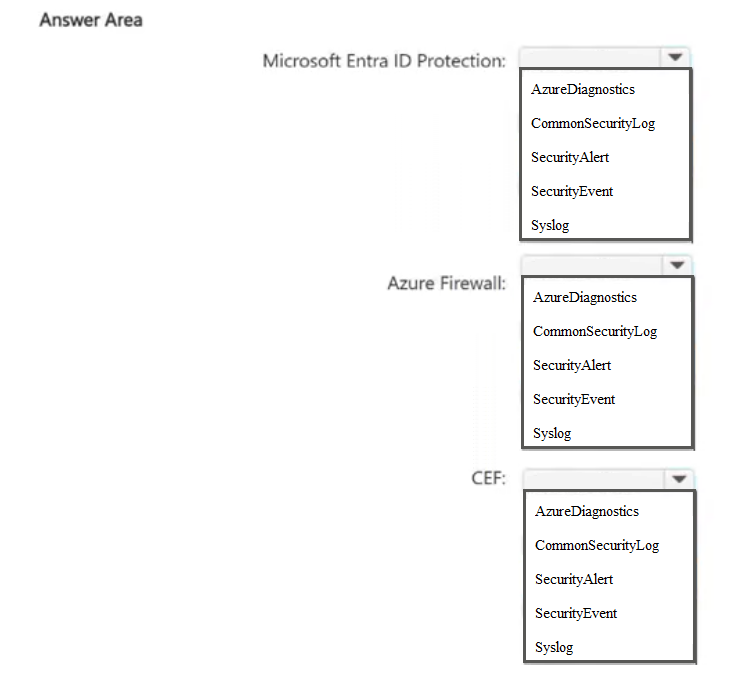 Answer Area
Microsoft Entra ID Protection:
AzureDiagnostics
CommonSecurityLog
SecurityAlert
SecurityEvent
Syslog
Azure Firewall:
AzureDiagnostics
CommonSecurityLog
SecurityAlert
SecurityEvent
Syslog
CEF:
AzureDiagnostics
CommonSecurityLog
SecurityAlert
SecurityEvent
Syslog